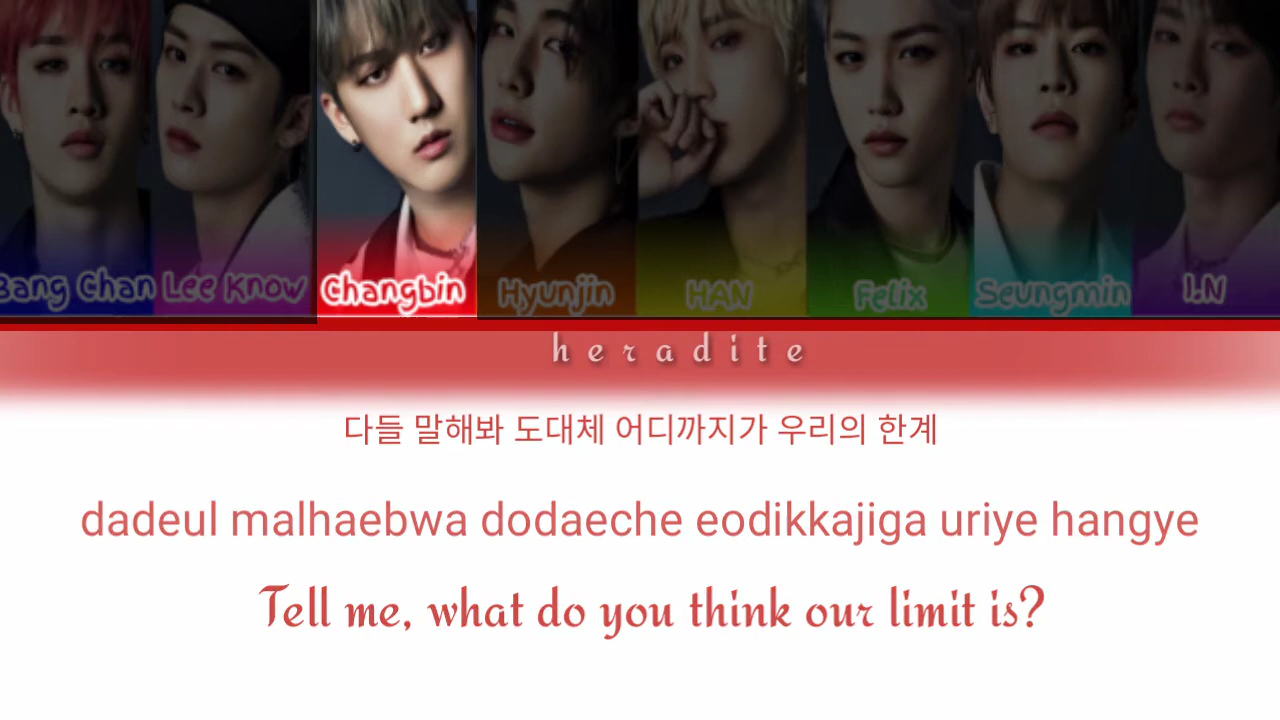 Bang Chan Lee Know Changbin Hyunjin HAN Felix Seungmin I.N
heradite
다들 말해봐 도대체 어디까지가 우리의 한계
dadeul malhaebwa dodaeche eodikkajiga uriye hangye
Tell me, what do you think our limit is?